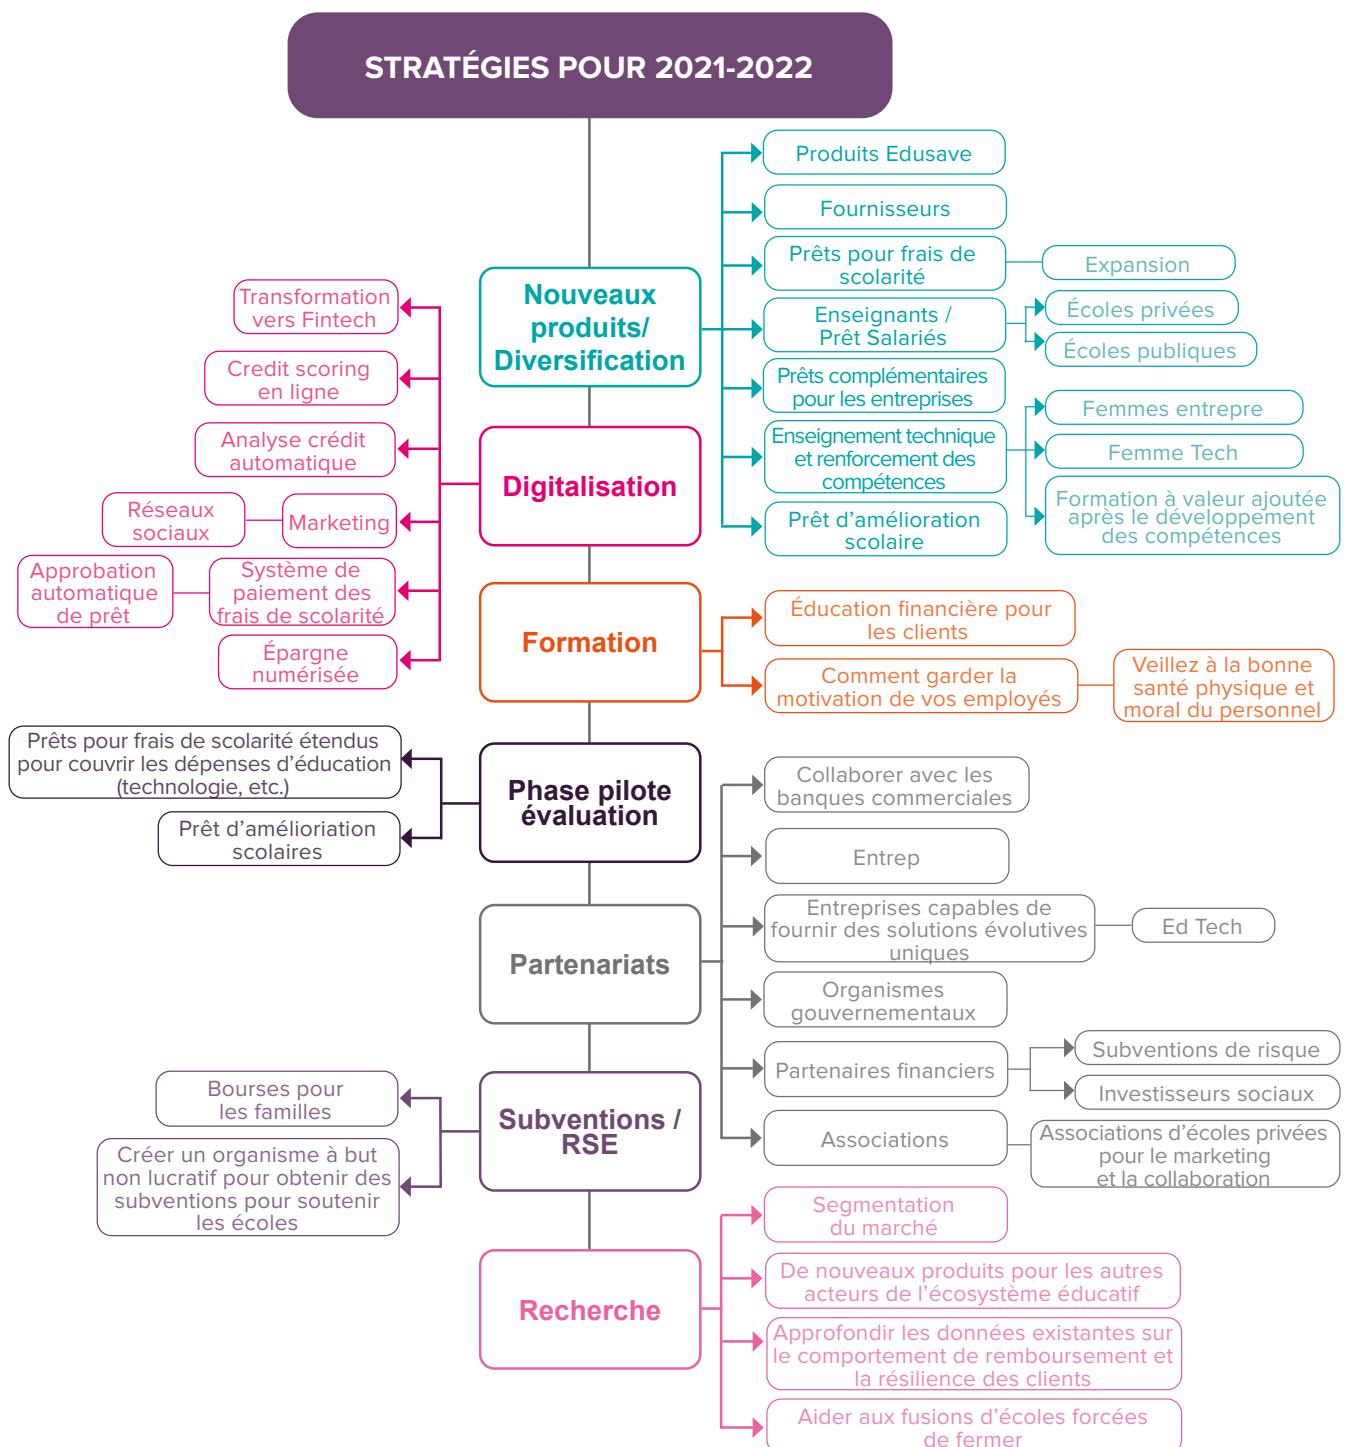 STRATÉGIES POUR 2021-2022
Nouveaux
produits/
Diversification
Produits Edusave
Fournisseurs
Prêts pour frais de
scolarité
Expansion
Enseignants /
Prêt Salariés
Écoles privées
Écoles publiques
Prêts complémentaires
pour les entreprises
Enseignement technique
et renforcement des
compétences
Femmes entrepre
Femme Tech
Formation à valeur ajoutée
après le développement
des compétences
Prêt d’amélioration
scolaire
Digitalisation
Transformation
vers Fintech
Credit scoring
en ligne
Analyse crédit
automatique
Marketing
Réseaux
sociaux
Système de
paiement des
frais de scolarité
Approbation
automatique
de prêt
Épargne
numérisée
Formation
Éducation financière pour
les clients
Comment garder la
motivation de vos employés
Veillez à la bonne
santé physique et
moral du personnel
Phase pilote
évaluation
Prêts pour frais de scolarité étendus
pour couvrir les dépenses d’éducation
(technologie, etc.)
Prêt d’amélioriation
scolaires
Partenariats
Collaborer avec les
banques commerciales
Entrep
Entreprises capables de
fournir des solutions évolutives
uniques
Ed Tech
Organismes
gouvernementaux
Partenaires financiers
Subventions de risque
Investisseurs sociaux
Associations
Associations d’écoles privées
pour le marketing
et la collaboration
Subventions /
RSE
Bourses pour
les familles
Créer un organisme à but
non lucratif pour obtenir des
subventions pour soutenir
les écoles
Recherche
Segmentation
du marché
De nouveaux produits pour les autres
acteurs de l’écosystème éducatif
Approfondir les données existantes sur
le comportement de remboursement et
la résilience des clients
Aider aux fusions d’écoles forcées
de fermer